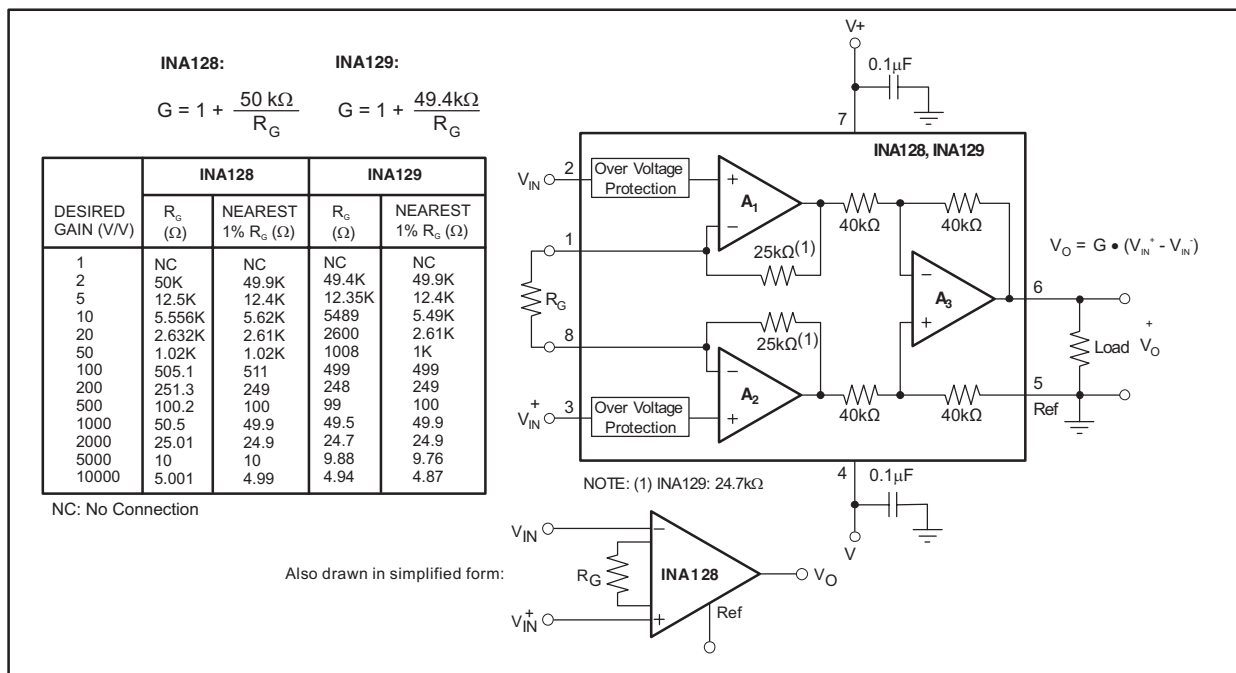 INA128:
G = 1 + 50 kΩ / R_G
INA129:
G = 1 + 49.4kΩ / R_G
INA128 INA129
DESIRED GAIN (V/V) R_G (Ω) NEAREST 1% R_G (Ω) R_G (Ω) NEAREST 1% R_G (Ω)
1 NC NC NC NC
2 50K 49.9K 49.4K 49.9K
5 12.5K 12.4K 12.35K 12.4K
10 5.556K 5.62K 5489 5.49K
20 2.632K 2.61K 2600 2.61K
50 1.02K 1.02K 1008 1K
100 505.1 511 499 499
200 251.3 249 248 249
500 100.2 100 99 100
1000 50.5 49.9 49.5 49.9
2000 25.01 24.9 24.7 24.9
5000 10 10 9.88 9.76
10000 5.001 4.99 4.94 4.87
NC: No Connection
V+
0.1μF
7
INA128, INA129
V_IN 2 Over Voltage
Protection
+
A1
−
40kΩ
40kΩ
1
25kΩ(1)
R_G
V_O = G • (V_IN^+ - V_IN^-)
−
A3
+
6
8
25kΩ(1)
Load
+
V_O
−
A2
+
V_IN^+ 3 Over Voltage
Protection
40kΩ
40kΩ
5
Ref
4
0.1μF
V
NOTE: (1) INA129: 24.7kΩ
Also drawn in simplified form:
V_IN
−
R_G
INA128
V_O
V_IN^+
+
Ref